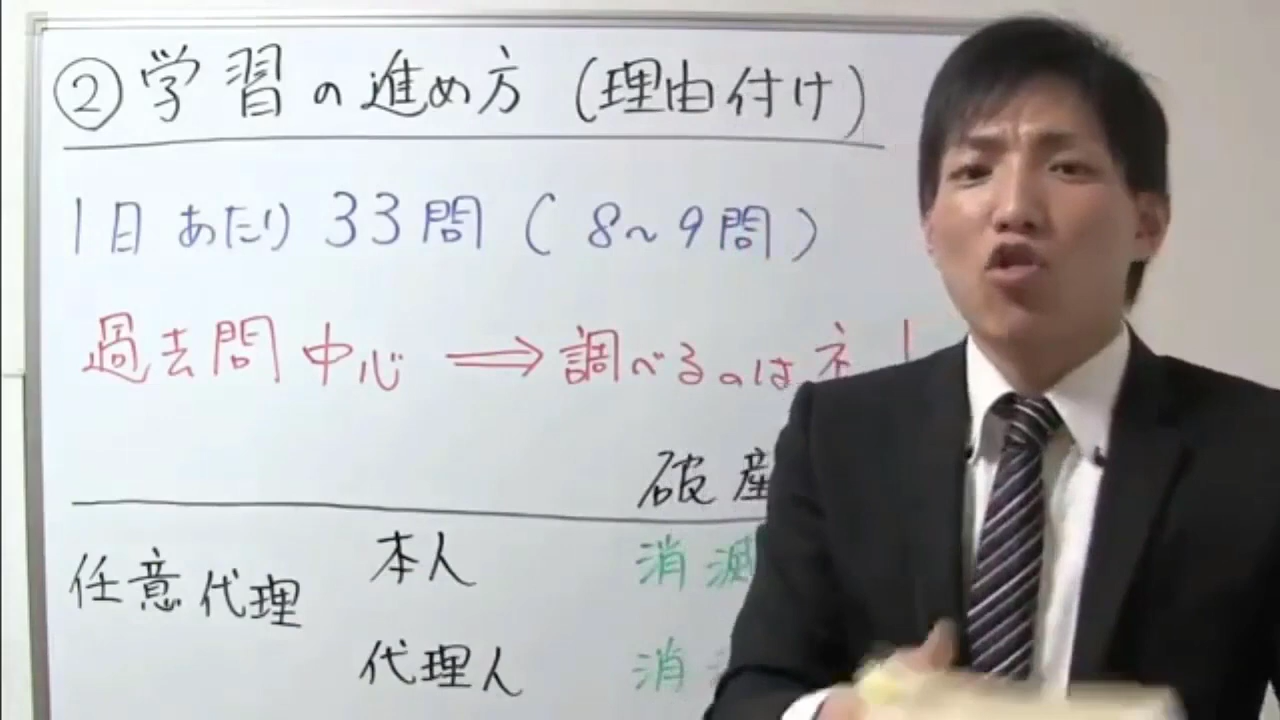 ②学習の進め方（理由付け）
1日あたり33問（8～9問）
過去問中心⇒調べるのはネ
破産
任意代理 本人 消滅
代理人 消